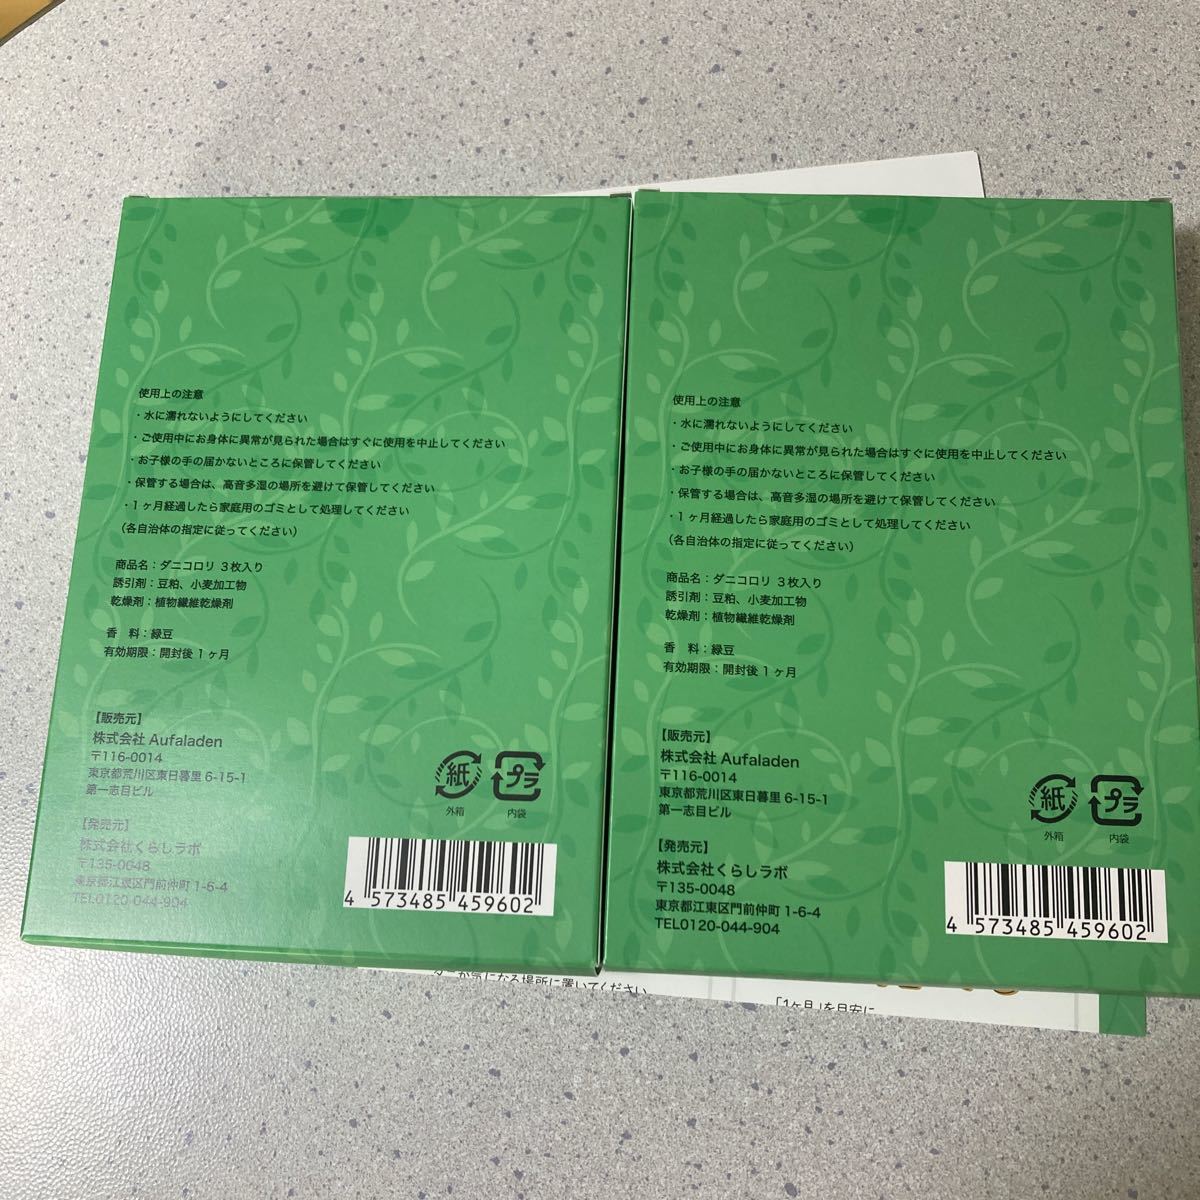 使用上の注意
・水に濡れないようにしてください
・ご使用中にお身体に異常が見られた場合はすぐに使用を中止してください
・お子様の手の届かないところに保管してください
・保管する場合は、高音多湿の場所を避けて保管してください
・1ヶ月経過したら家庭用のゴミとして処理してください
(各自治体の指定に従ってください)
商品名：ダニコロリ 3枚入り
誘引剤：豆粕、小麦加工物
乾燥剤：植物繊維乾燥剤
香 料：緑豆
有効期限：開封後1ヶ月
【販売元】
株式会社 Aufaladen
〒116-0014
東京都荒川区東日暮里 6-15-1
第一志目ビル
【発売元】
株式会社くらしラボ
〒135-0048
東京都江東区門前仲町 1-6-4
TEL0120-044-904
紙
外箱
プラ
内袋
4 573485 459602
使用上の注意
・水に濡れないようにしてください
・ご使用中にお身体に異常が見られた場合はすぐに使用を中止してください
・お子様の手の届かないところに保管してください
・保管する場合は、高音多湿の場所を避けて保管してください
・1ヶ月経過したら家庭用のゴミとして処理してください
(各自治体の指定に従ってください)
商品名：ダニコロリ 3枚入り
誘引剤：豆粕、小麦加工物
乾燥剤：植物繊維乾燥剤
香 料：緑豆
有効期限：開封後1ヶ月
【販売元】
株式会社 Aufaladen
〒116-0014
東京都荒川区東日暮里 6-15-1
第一志目ビル
【発売元】
株式会社くらしラボ
〒135-0048
東京都江東区門前仲町 1-6-4
TEL0120-044-904
紙
外箱
プラ
内袋
4 573485 459602
が気になる場所に置いてください
「1ヶ月」を目安に